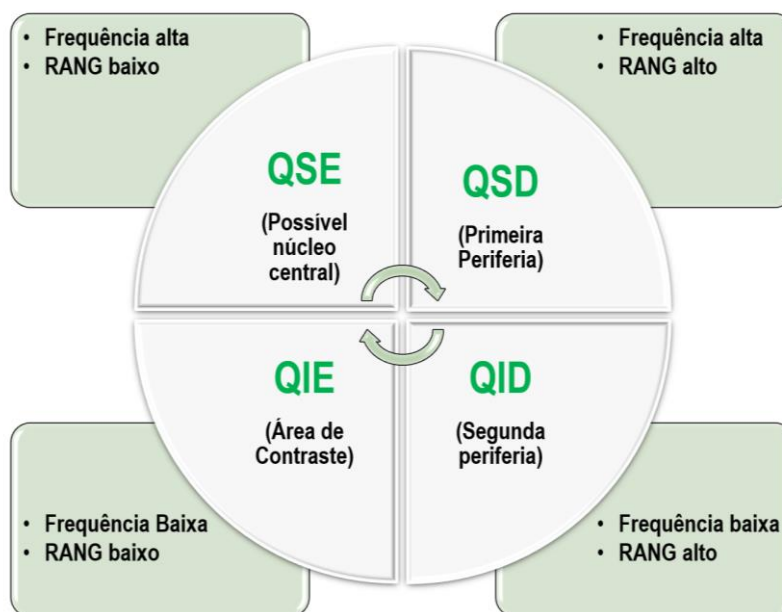 • Frequência alta
• RANG baixo
• Frequência alta
• RANG alto
QSE
(Possível
núcleo
central)
QSD
(Primeira
Periferia)
QIE
(Área de
Contraste)
QID
(Segunda
periferia)
• Frequência Baixa
• RANG baixo
• Frequência baixa
• RANG alto